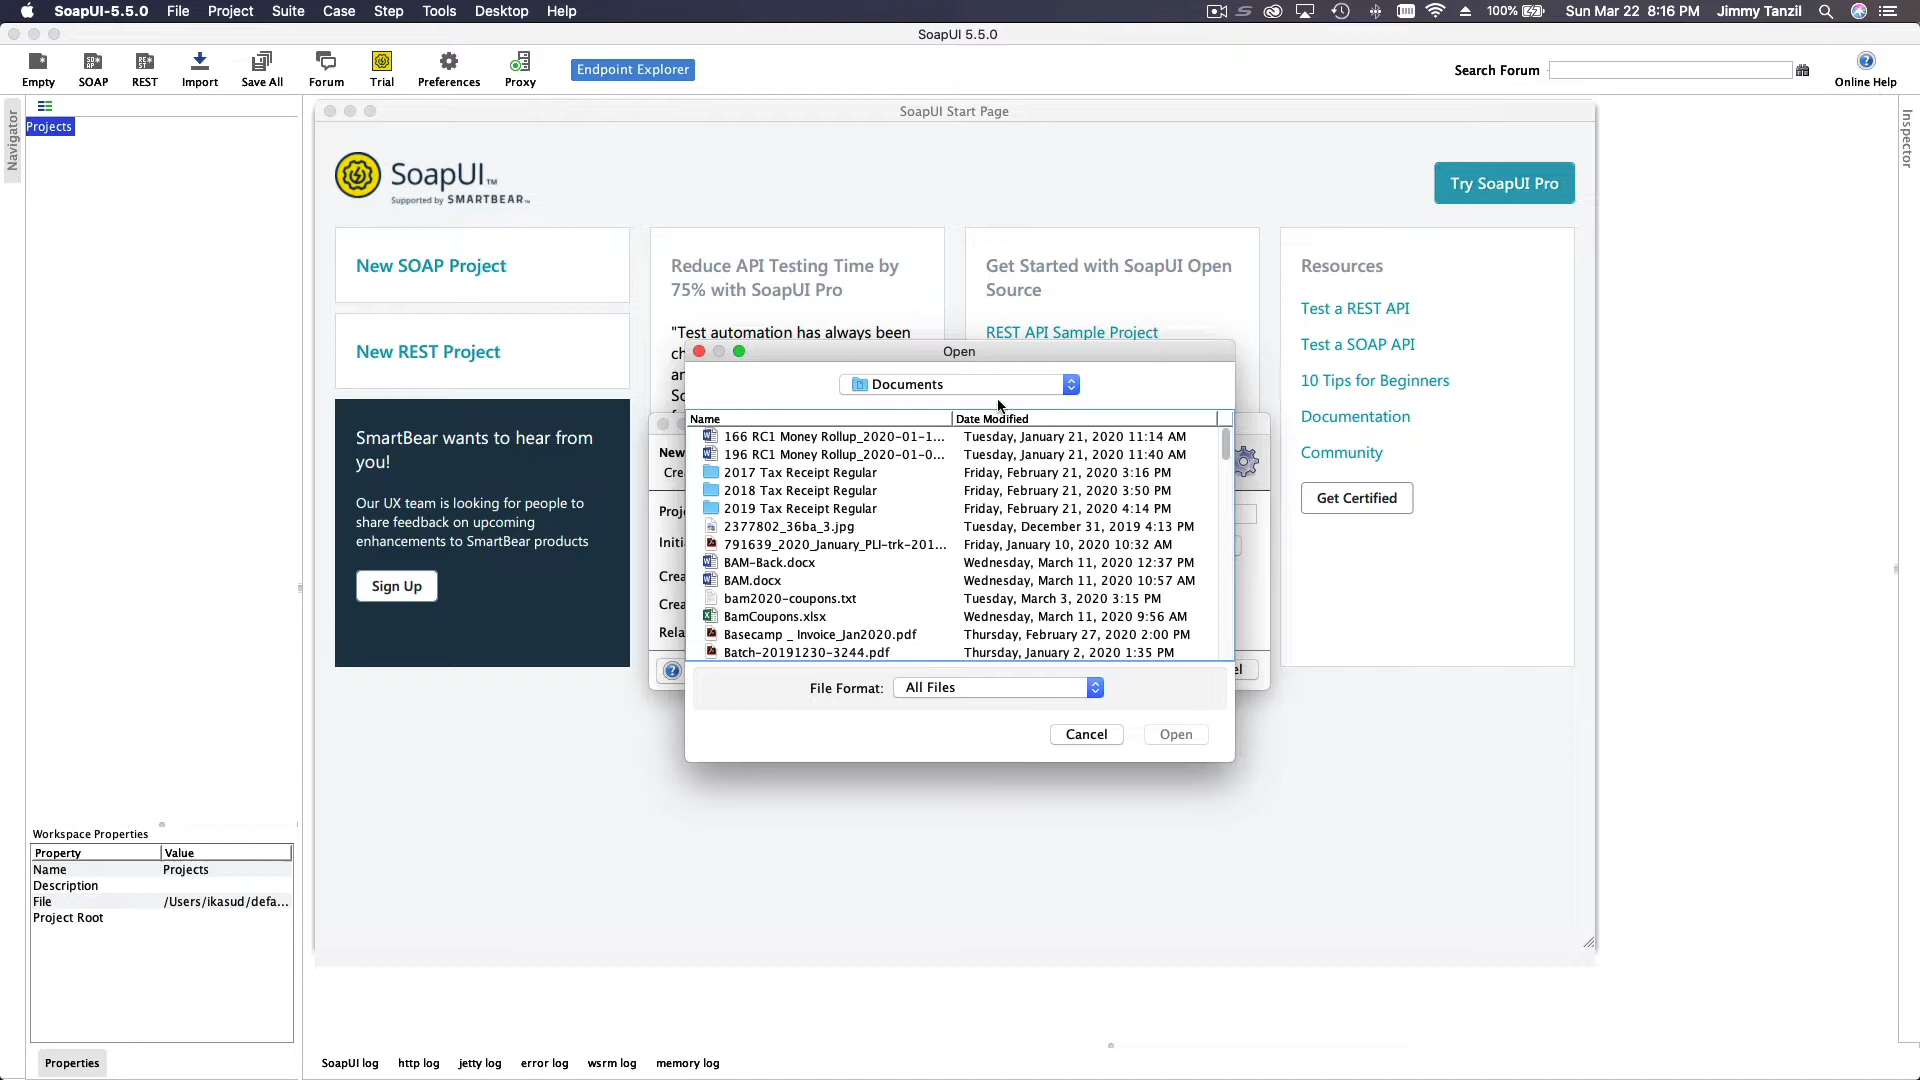 SoapUI-5.5.0 File Project Suite Case Step Tools Desktop Help 100% Sun Mar 22 8:16 PM Jimmy Tanzil
SoapUI 5.5.0
Empty SOAP REST Import Save All Forum Trial Preferences Proxy Endpoint Explorer Search Forum Online Help
Navigator
Inspector
Projects
SoapUI Start Page
SoapUI™
Supported by SMARTBEAR™
Try SoapUI Pro
New SOAP Project
New REST Project
SmartBear wants to hear from
you!
Our UX team is looking for people to
share feedback on upcoming
enhancements to SmartBear products
Sign Up
Reduce API Testing Time by
75% with SoapUI Pro
"Test automation has always been
Get Started with SoapUI Open
Source
REST API Sample Project
Resources
Test a REST API
Test a SOAP API
10 Tips for Beginners
Documentation
Community
Get Certified
New
Cre
Proje
Initi
Crea
Crea
Rela
Open
Documents
Name Date Modified
166 RC1 Money Rollup_2020-01-1... Tuesday, January 21, 2020 11:14 AM
196 RC1 Money Rollup_2020-01-0... Tuesday, January 21, 2020 11:40 AM
2017 Tax Receipt Regular Friday, February 21, 2020 3:16 PM
2018 Tax Receipt Regular Friday, February 21, 2020 3:50 PM
2019 Tax Receipt Regular Friday, February 21, 2020 4:14 PM
2377802_36ba_3.jpg Tuesday, December 31, 2019 4:13 PM
791639_2020_January_PLI-trk-201... Friday, January 10, 2020 10:32 AM
BAM-Back.docx Wednesday, March 11, 2020 12:37 PM
BAM.docx Wednesday, March 11, 2020 10:57 AM
bam2020-coupons.txt Tuesday, March 3, 2020 3:15 PM
BamCoupons.xlsx Wednesday, March 11, 2020 9:56 AM
Basecamp _ Invoice_Jan2020.pdf Thursday, February 27, 2020 2:00 PM
Batch-20191230-3244.pdf Thursday, January 2, 2020 1:35 PM
File Format: All Files
Cancel Open
Workspace Properties
Property Value
Name Projects
Description
File /Users/ikasud/defa...
Project Root
Properties
SoapUI log http log jetty log error log wsrm log memory log